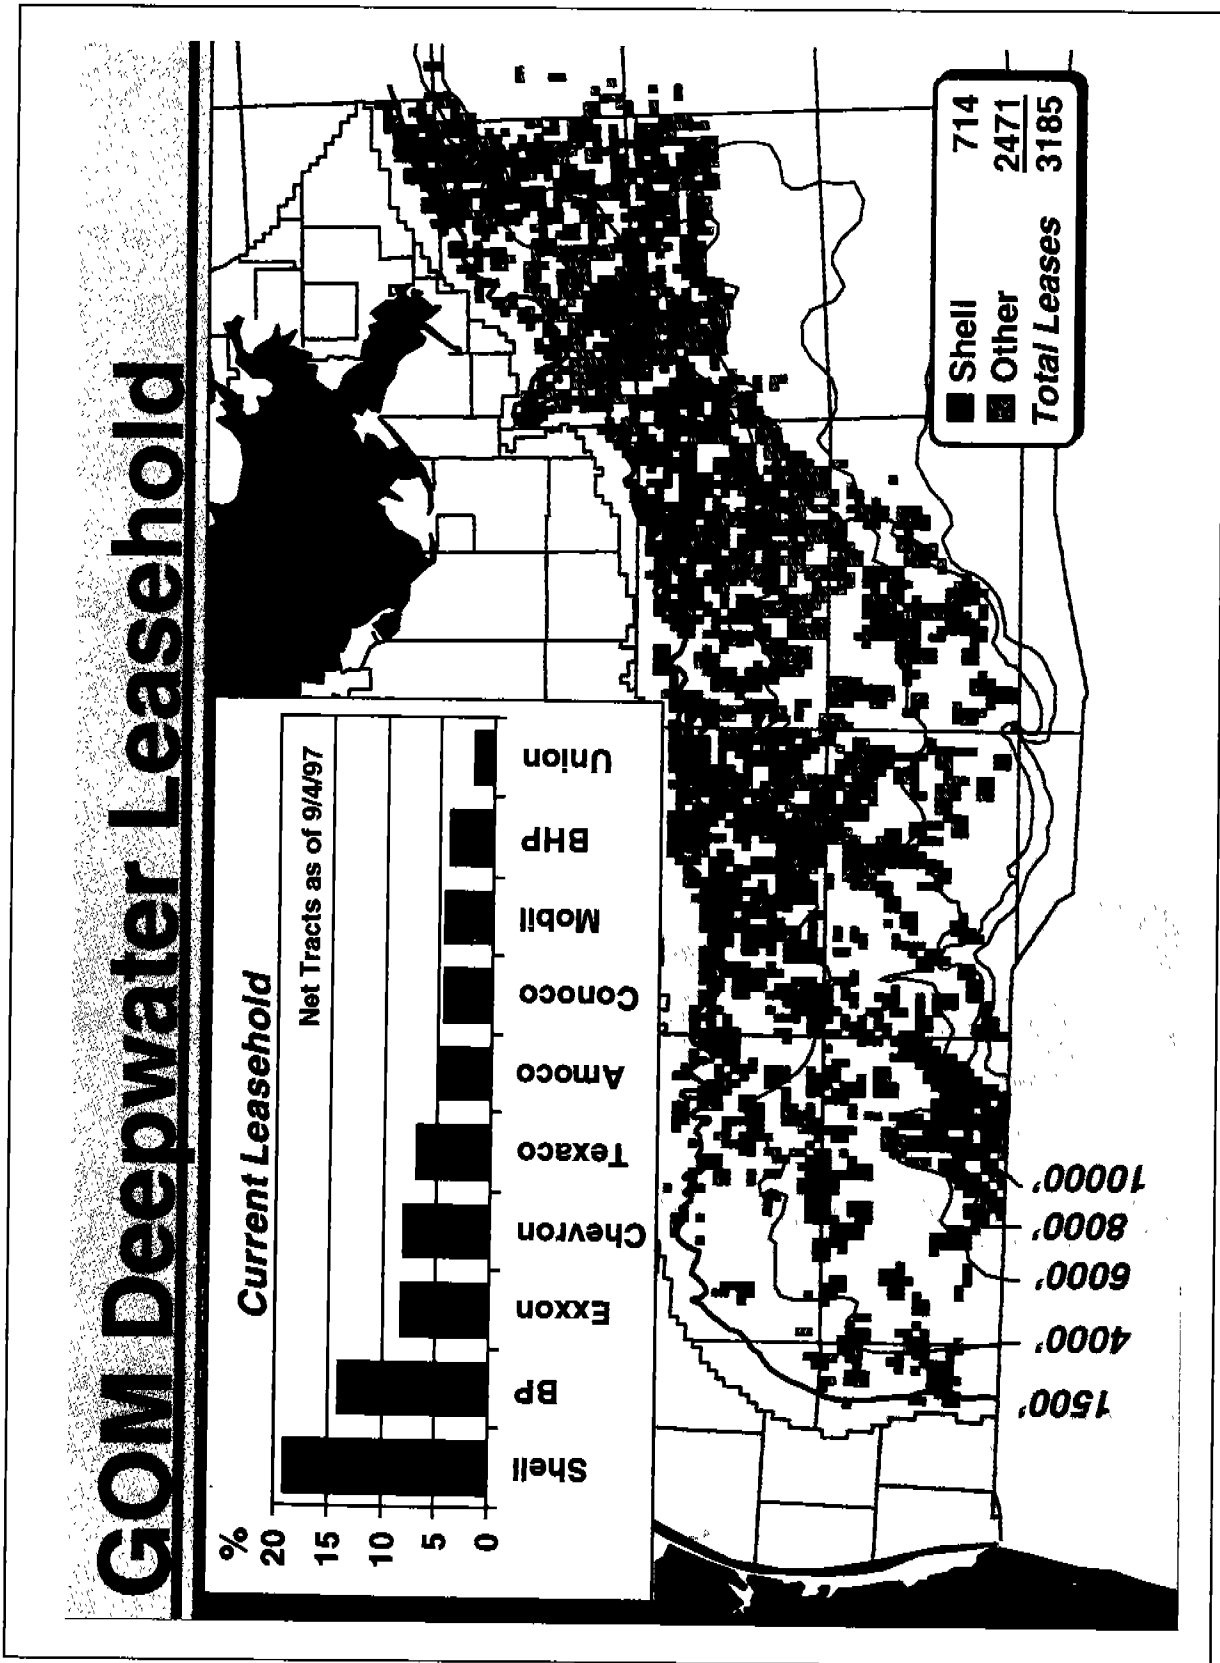 GOM Deepwater Leasehold
Current Leasehold
%
Net Tracts as of 9/4/97
20
15
10
5
0
Shell
BP
Exxon
Chevron
Texaco
Amoco
Conoco
Mobil
BHP
Union
1500'
4000'
6000'
8000'
10000'
Shell 714
Other 2471
Total Leases 3185